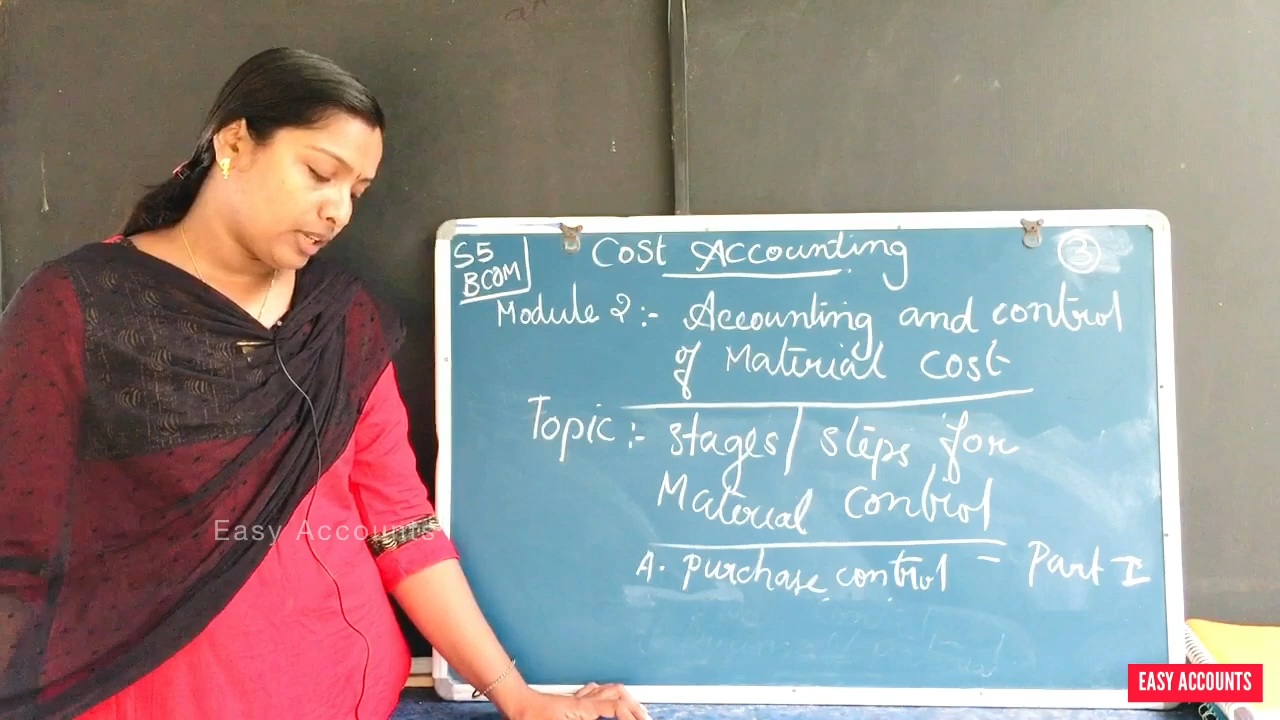 S5
BCOM
Cost Accounting
3
Module 2:- Accounting and control
of Material cost
Topic:- stages/steps for
Material control
A. Purchase control - Part I
Easy Accounts
EASY ACCOUNTS